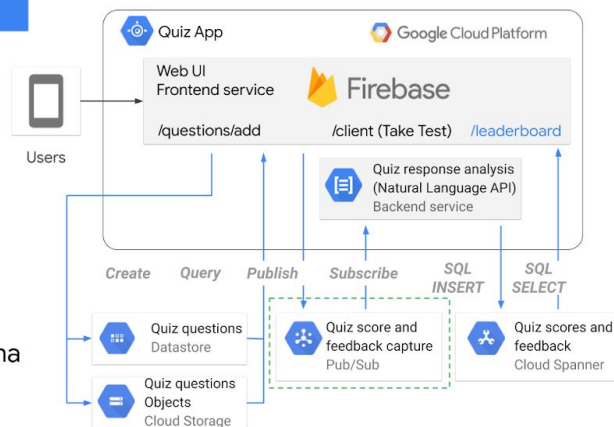 Quiz App
Google Cloud Platform
Web UI
Frontend service
Firebase
/questions/add
/client (Take Test)
/leaderboard
Users
Quiz response analysis
(Natural Language API)
Backend service
Create
Query
Publish
Subscribe
SQL
INSERT
SQL
SELECT
Quiz questions
Datastore
Quiz score and
feedback capture
Pub/Sub
Quiz scores and
feedback
Cloud Spanner
na
Quiz questions
Objects
Cloud Storage